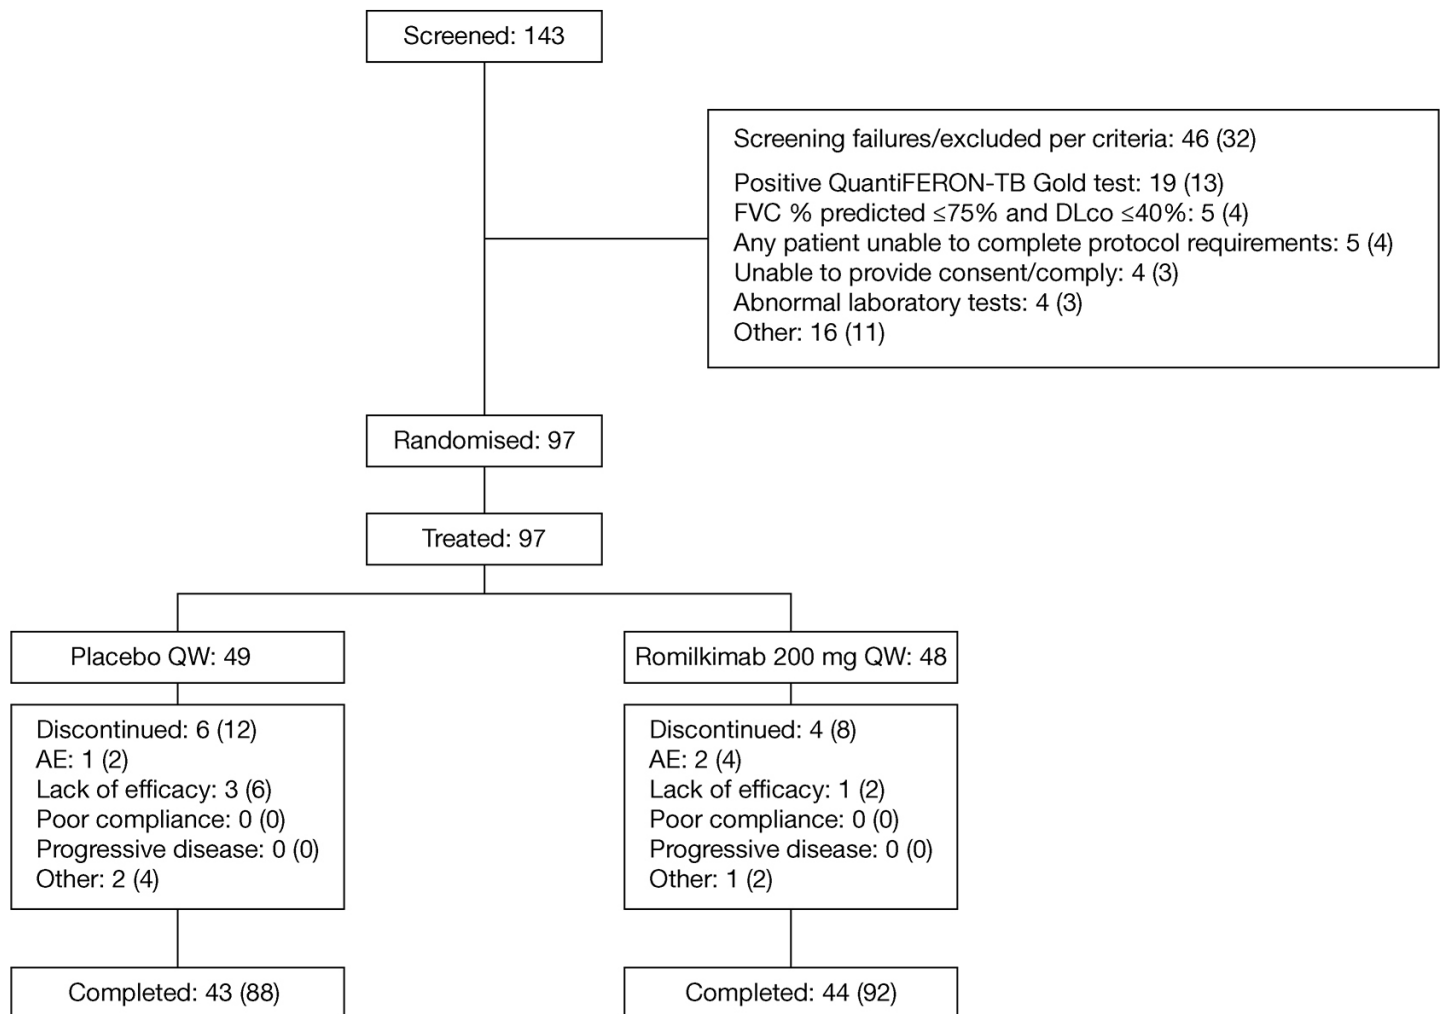 Screened: 143
Screening failures/excluded per criteria: 46 (32)
Positive QuantiFERON-TB Gold test: 19 (13)
FVC % predicted ≤75% and DLco ≤40%: 5 (4)
Any patient unable to complete protocol requirements: 5 (4)
Unable to provide consent/comply: 4 (3)
Abnormal laboratory tests: 4 (3)
Other: 16 (11)
Randomised: 97
Treated: 97
Placebo QW: 49
Discontinued: 6 (12)
AE: 1 (2)
Lack of efficacy: 3 (6)
Poor compliance: 0 (0)
Progressive disease: 0 (0)
Other: 2 (4)
Completed: 43 (88)
Romilkimab 200 mg QW: 48
Discontinued: 4 (8)
AE: 2 (4)
Lack of efficacy: 1 (2)
Poor compliance: 0 (0)
Progressive disease: 0 (0)
Other: 1 (2)
Completed: 44 (92)